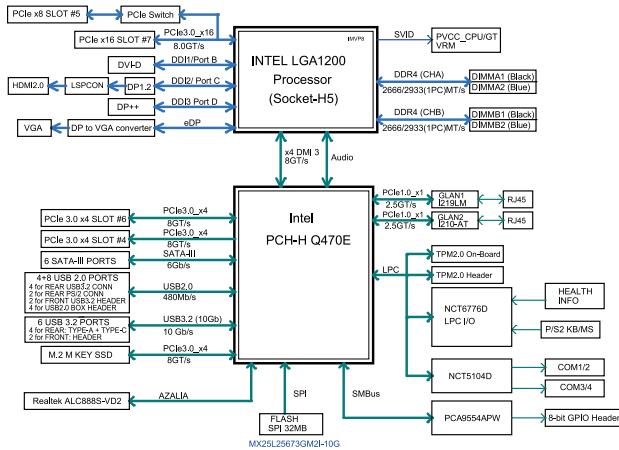 PCIe x8 SLOT #5
PCIe Switch
PCIe x16 SLOT #7
PCIe3.0_x16
8.0GT/s
DVI-D
DDI1/Port B
HDMI2.0
LSPCON
DP1.2
DDI2/ Port C
DP++
DDI3 Port D
VGA
DP to VGA converter
eDP
IMVP8
INTEL LGA1200
Processor
(Socket-H5)
SVID
PVCC_CPU/GT
VRM
DDR4 (CHA)
2666/2933(1PC)MT/s
DIMMA1 (Black)
DIMMA2 (Blue)
DDR4 (CHB)
2666/2933(1PC)MT/s
DIMMB1 (Black)
DIMMB2 (Blue)
x4 DMI 3
8GT/s
Audio
Intel
PCH-H Q470E
PCIe 3.0 x4 SLOT #6
PCIe3.0_x4
8GT/s
PCIe 3.0 x4 SLOT #4
PCIe3.0_x4
8GT/s
6 SATA-III PORTS
SATA-III
6Gb/s
4+8 USB 2.0 PORTS
4 for REAR USB3.2 CONN
2 for REAR PS/2 CONN
2 for FRONT USB3.2 HEADER
4 for USB2.0 BOX HEADER
USB2.0
480Mb/s
6 USB 3.2 PORTS
4 for REAR: TYPE-A + TYPE-C
2 for FRONT: HEADER
USB3.2 (10Gb)
10 Gb/s
M.2 M KEY SSD
PCIe3.0_x4
8GT/s
Realtek ALC888S-VD2
AZALIA
SPI
FLASH
SPI 32MB
MX25L25673GM2I-10G
SMBus
PCIe1.0_x1
2.5GT/s
GLAN1
I219LM
RJ45
PCIe1.0_x1
2.5GT/s
GLAN2
I210-AT
RJ45
LPC
TPM2.0 On-Board
TPM2.0 Header
NCT6776D
LPC I/O
HEALTH
INFO
P/S2 KB/MS
NCT5104D
COM1/2
COM3/4
PCA9554APW
8-bit GPIO Header